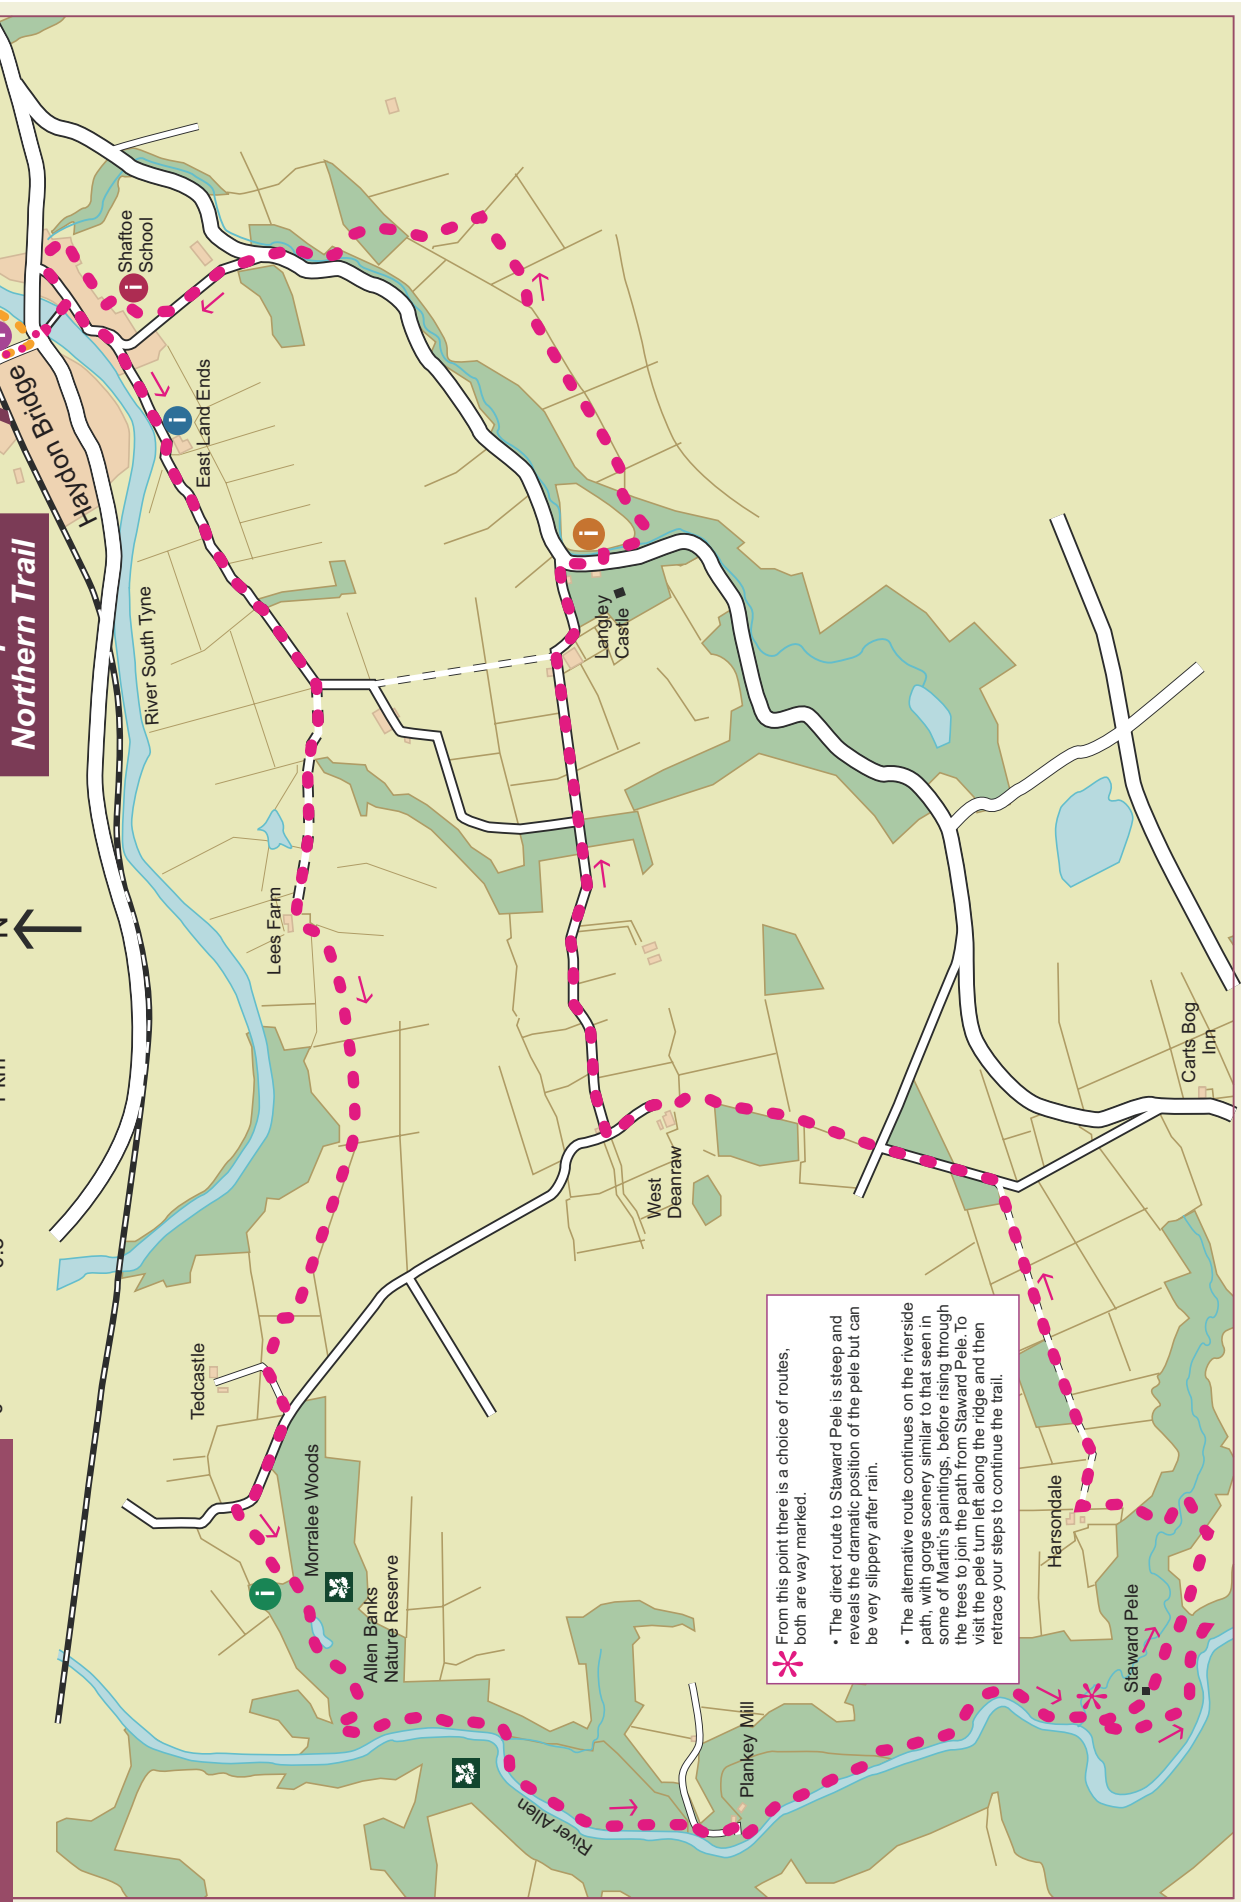 Northern Trail
N
Haydon Bridge
Shaftoe
School
East Land Ends
River South Tyne
Lees Farm
Langley
Castle
Tedcastle
Morralee Woods
Allen Banks
Nature Reserve
West
Deanraw
Carts Bog
Inn
River Allen
Plankey Mill
Harsondale
Staward Pele
From this point there is a choice of routes,
both are way marked.
• The direct route to Staward Pele is steep and
reveals the dramatic position of the pele but can
be very slippery after rain.
• The alternative route continues on the riverside
path, with gorge scenery similar to that seen in
some of Martin's paintings, before rising through
the trees to join the path from Staward Pele. To
visit the pele turn left along the ridge and then
retrace your steps to continue the trail.